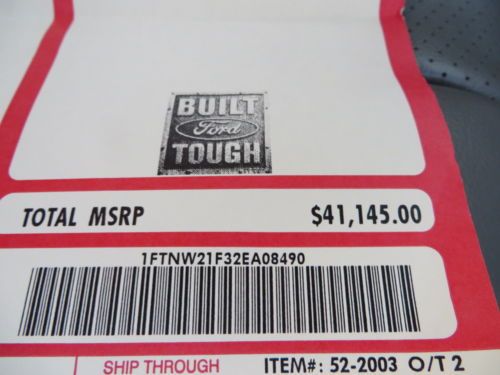 BUILT
Ford
TOUGH
TOTAL MSRP $41,145.00
1FTNW21F32EA08490
SHIP THROUGH ITEM#: 52-2003 O/T 2